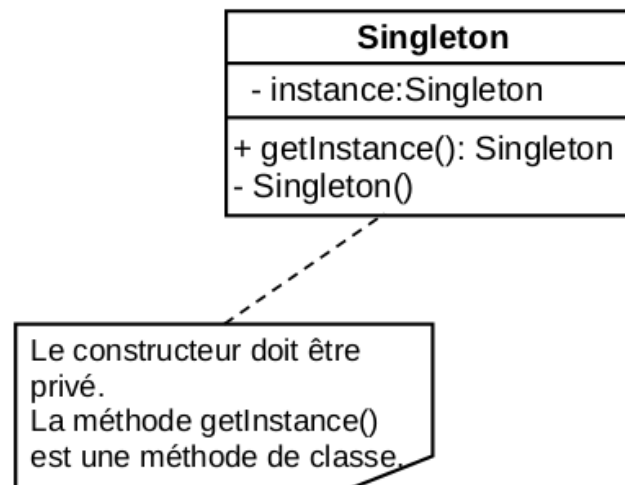 Singleton
- instance:Singleton
+ getInstance(): Singleton
- Singleton()
Le constructeur doit être
privé.
La méthode getInstance()
est une méthode de classe.